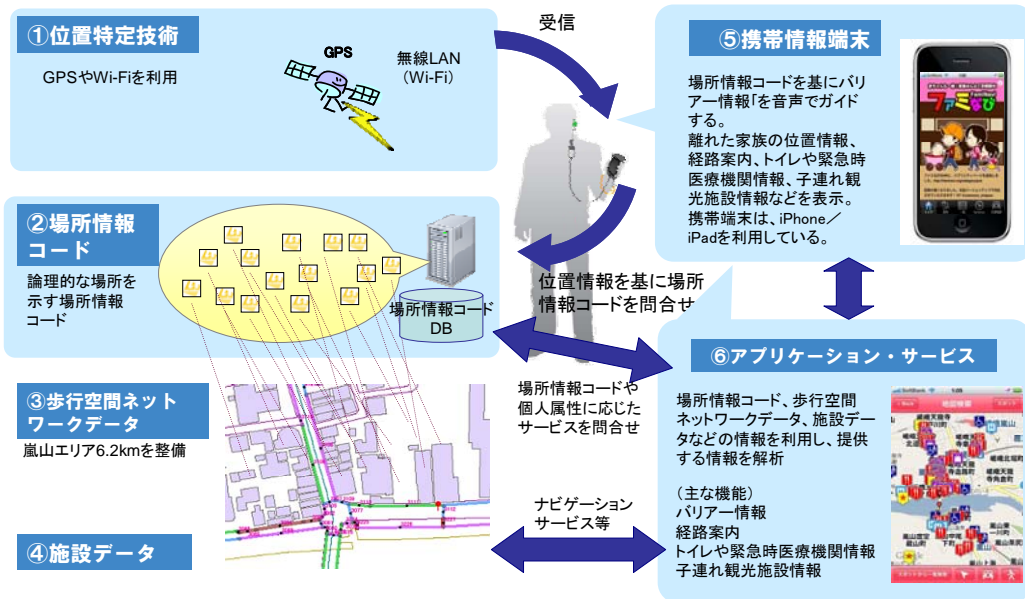 ①位置特定技術
GPSやWi-Fiを利用
GPS
無線LAN
（Wi-Fi）
受信
⑤携帯情報端末
場所情報コードを基にバリ
アー情報｢を音声でガイド
する。
離れた家族の位置情報、
経路案内、トイレや緊急時
医療機関情報、子連れ観
光施設情報などを表示。
携帯端末は、iPhone／
iPadを利用している。
ファミなび
②場所情報
コード
論理的な場所を
示す場所情報
コード
場所情報コード
DB
位置情報を基に場所
情報コードを問合せ
③歩行空間ネット
ワークデータ
嵐山エリア6.2kmを整備
④施設データ
場所情報コードや
個人属性に応じた
サービスを問合せ
ナビゲーション
サービス等
⑥アプリケーション・サービス
場所情報コード、歩行空間
ネットワークデータ、施設デー
タなどの情報を利用し、提供
する情報を解析
（主な機能）
バリアー情報
経路案内
トイレや緊急時医療機関情報
子連れ観光施設情報
地図検索